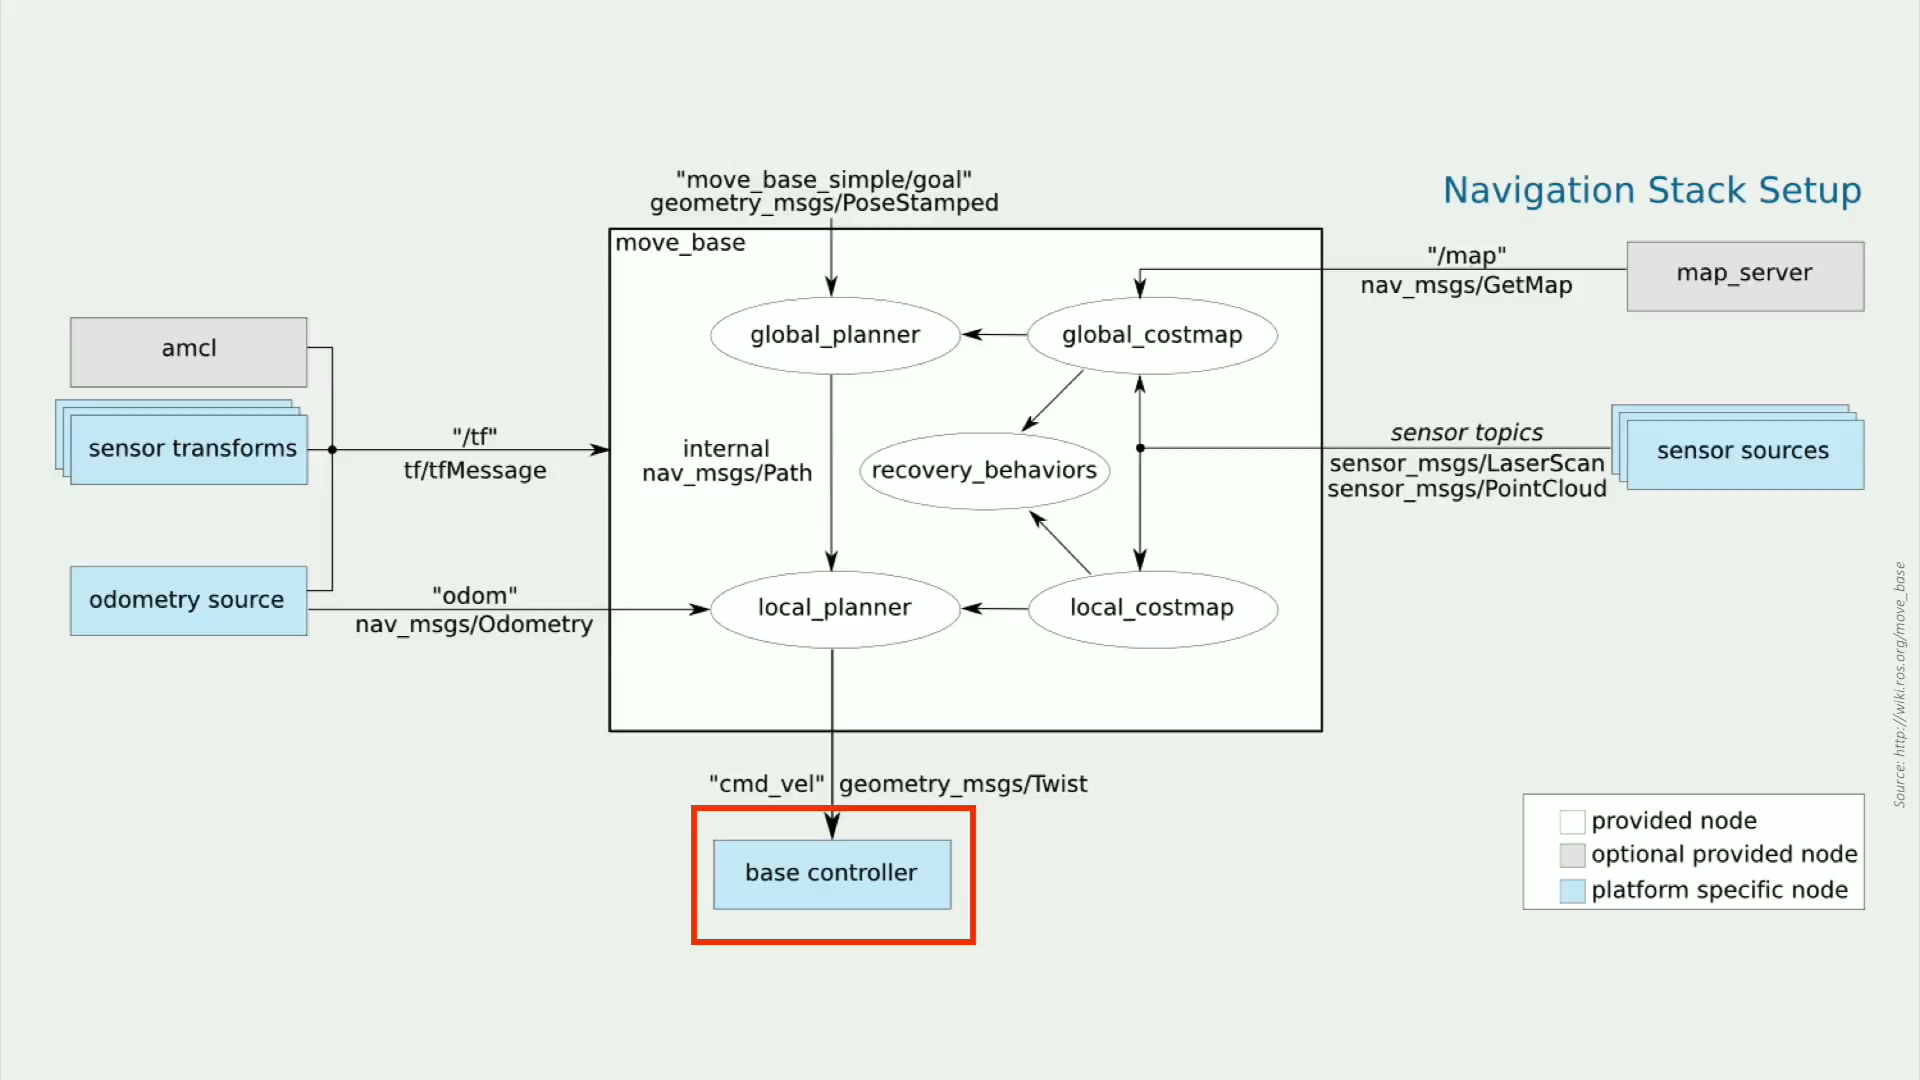 "move_base_simple/goal"
geometry_msgs/PoseStamped
Navigation Stack Setup
move_base
"/map"
nav_msgs/GetMap
map_server
amcl
global_planner
global_costmap
sensor transforms
"/tf"
tf/tfMessage
internal
nav_msgs/Path
recovery_behaviors
sensor topics
sensor_msgs/LaserScan
sensor_msgs/PointCloud
sensor sources
odometry source
"odom"
nav_msgs/Odometry
local_planner
local_costmap
"cmd_vel" geometry_msgs/Twist
base controller
provided node
optional provided node
platform specific node
Source: http://wiki.ros.org/move_base